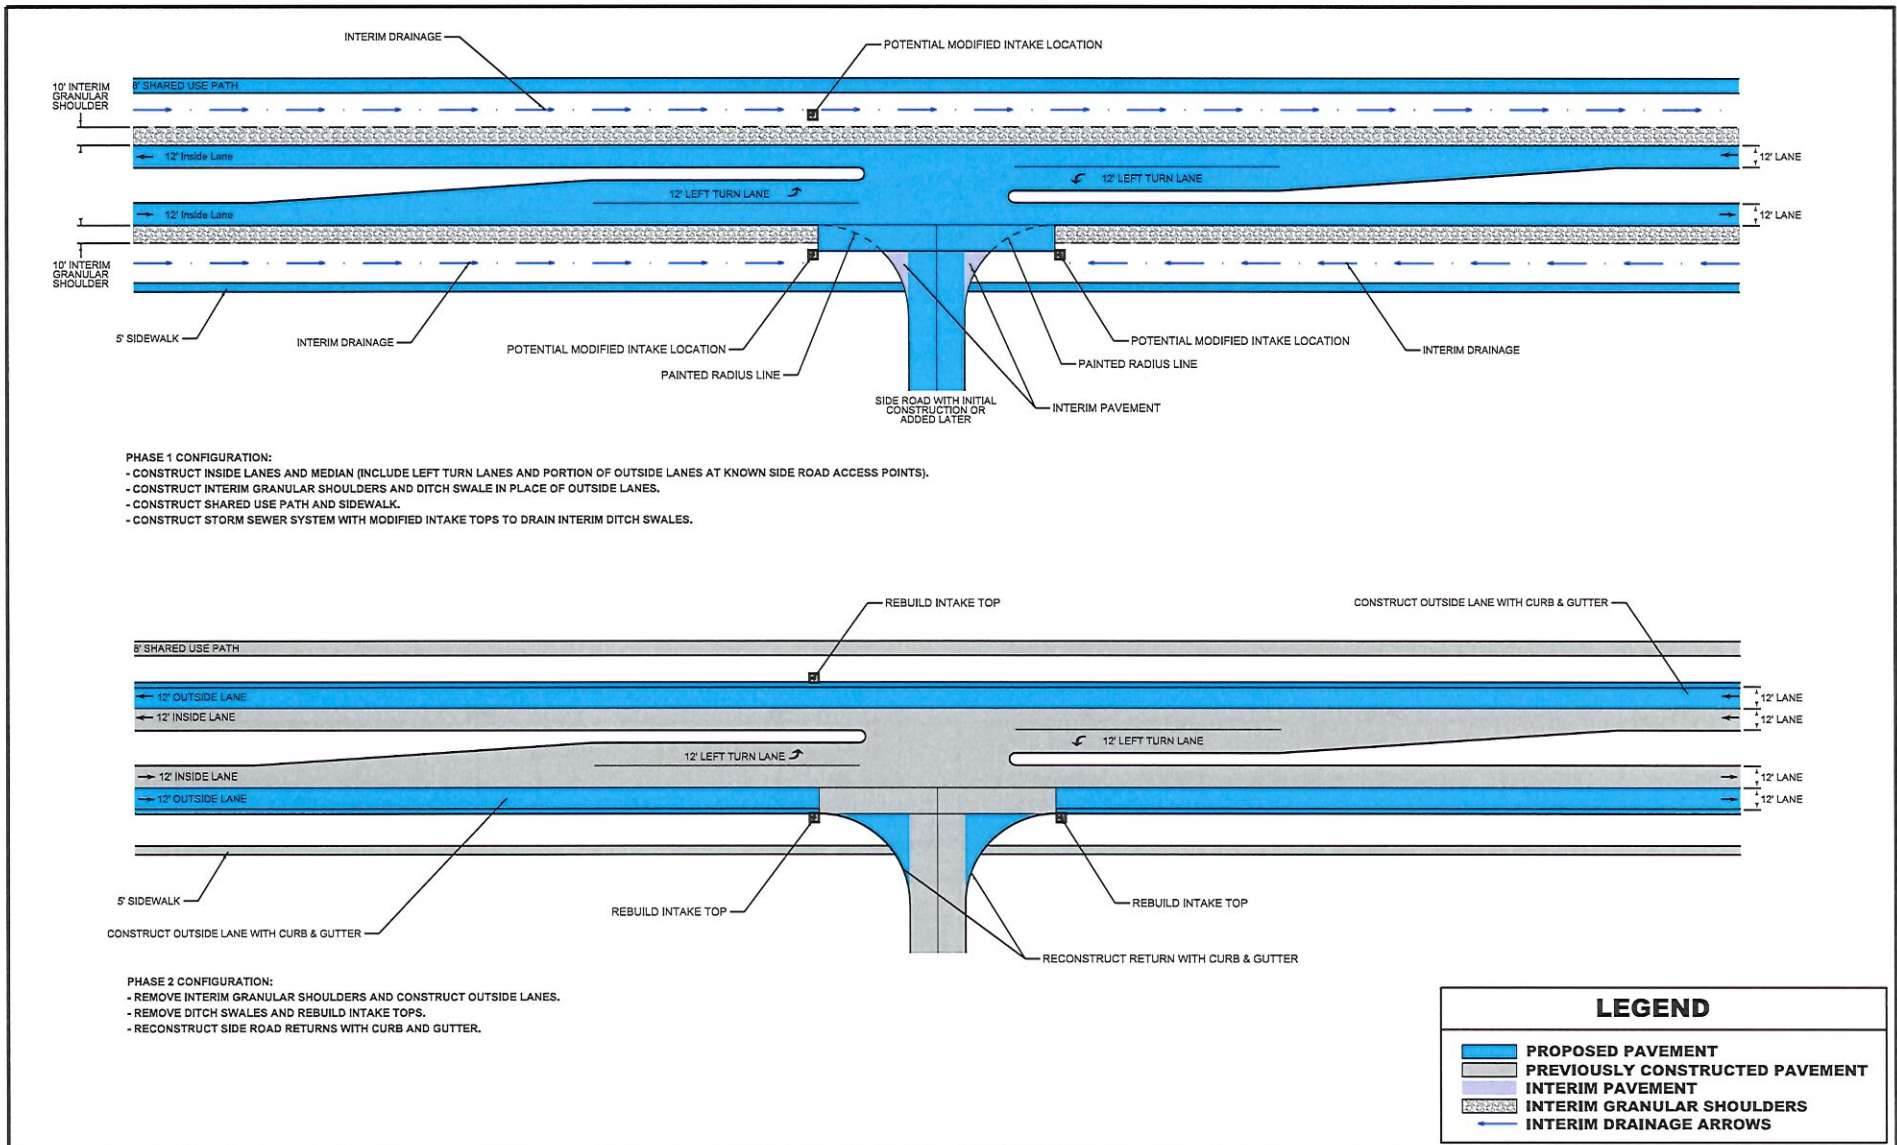 INTERIM DRAINAGE
POTENTIAL MODIFIED INTAKE LOCATION
10' INTERIM
GRANULAR
SHOULDER
8' SHARED USE PATH
12' Inside Lane
12' LANE
12' LEFT TURN LANE
12' LEFT TURN LANE
12' Inside Lane
12' LANE
10' INTERIM
GRANULAR
SHOULDER
5' SIDEWALK
INTERIM DRAINAGE
POTENTIAL MODIFIED INTAKE LOCATION
PAINTED RADIUS LINE
POTENTIAL MODIFIED INTAKE LOCATION
INTERIM DRAINAGE
PAINTED RADIUS LINE
SIDE ROAD WITH INITIAL
CONSTRUCTION OR
ADDED LATER
INTERIM PAVEMENT
PHASE 1 CONFIGURATION:
- CONSTRUCT INSIDE LANES AND MEDIAN (INCLUDE LEFT TURN LANES AND PORTION OF OUTSIDE LANES AT KNOWN SIDE ROAD ACCESS POINTS).
- CONSTRUCT INTERIM GRANULAR SHOULDERS AND DITCH SWALE IN PLACE OF OUTSIDE LANES.
- CONSTRUCT SHARED USE PATH AND SIDEWALK.
- CONSTRUCT STORM SEWER SYSTEM WITH MODIFIED INTAKE TOPS TO DRAIN INTERIM DITCH SWALES.
REBUILD INTAKE TOP
CONSTRUCT OUTSIDE LANE WITH CURB & GUTTER
8' SHARED USE PATH
12' OUTSIDE LANE
12' LANE
12' INSIDE LANE
12' LANE
12' LEFT TURN LANE
12' LEFT TURN LANE
12' INSIDE LANE
12' LANE
12' OUTSIDE LANE
12' LANE
5' SIDEWALK
REBUILD INTAKE TOP
REBUILD INTAKE TOP
CONSTRUCT OUTSIDE LANE WITH CURB & GUTTER
RECONSTRUCT RETURN WITH CURB & GUTTER
PHASE 2 CONFIGURATION:
- REMOVE INTERIM GRANULAR SHOULDERS AND CONSTRUCT OUTSIDE LANES.
- REMOVE DITCH SWALES AND REBUILD INTAKE TOPS.
- RECONSTRUCT SIDE ROAD RETURNS WITH CURB AND GUTTER.
LEGEND
PROPOSED PAVEMENT
PREVIOUSLY CONSTRUCTED PAVEMENT
INTERIM PAVEMENT
INTERIM GRANULAR SHOULDERS
INTERIM DRAINAGE ARROWS